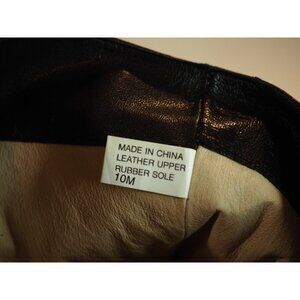 MADE IN CHINA
LEATHER UPPER
RUBBER SOLE
10M